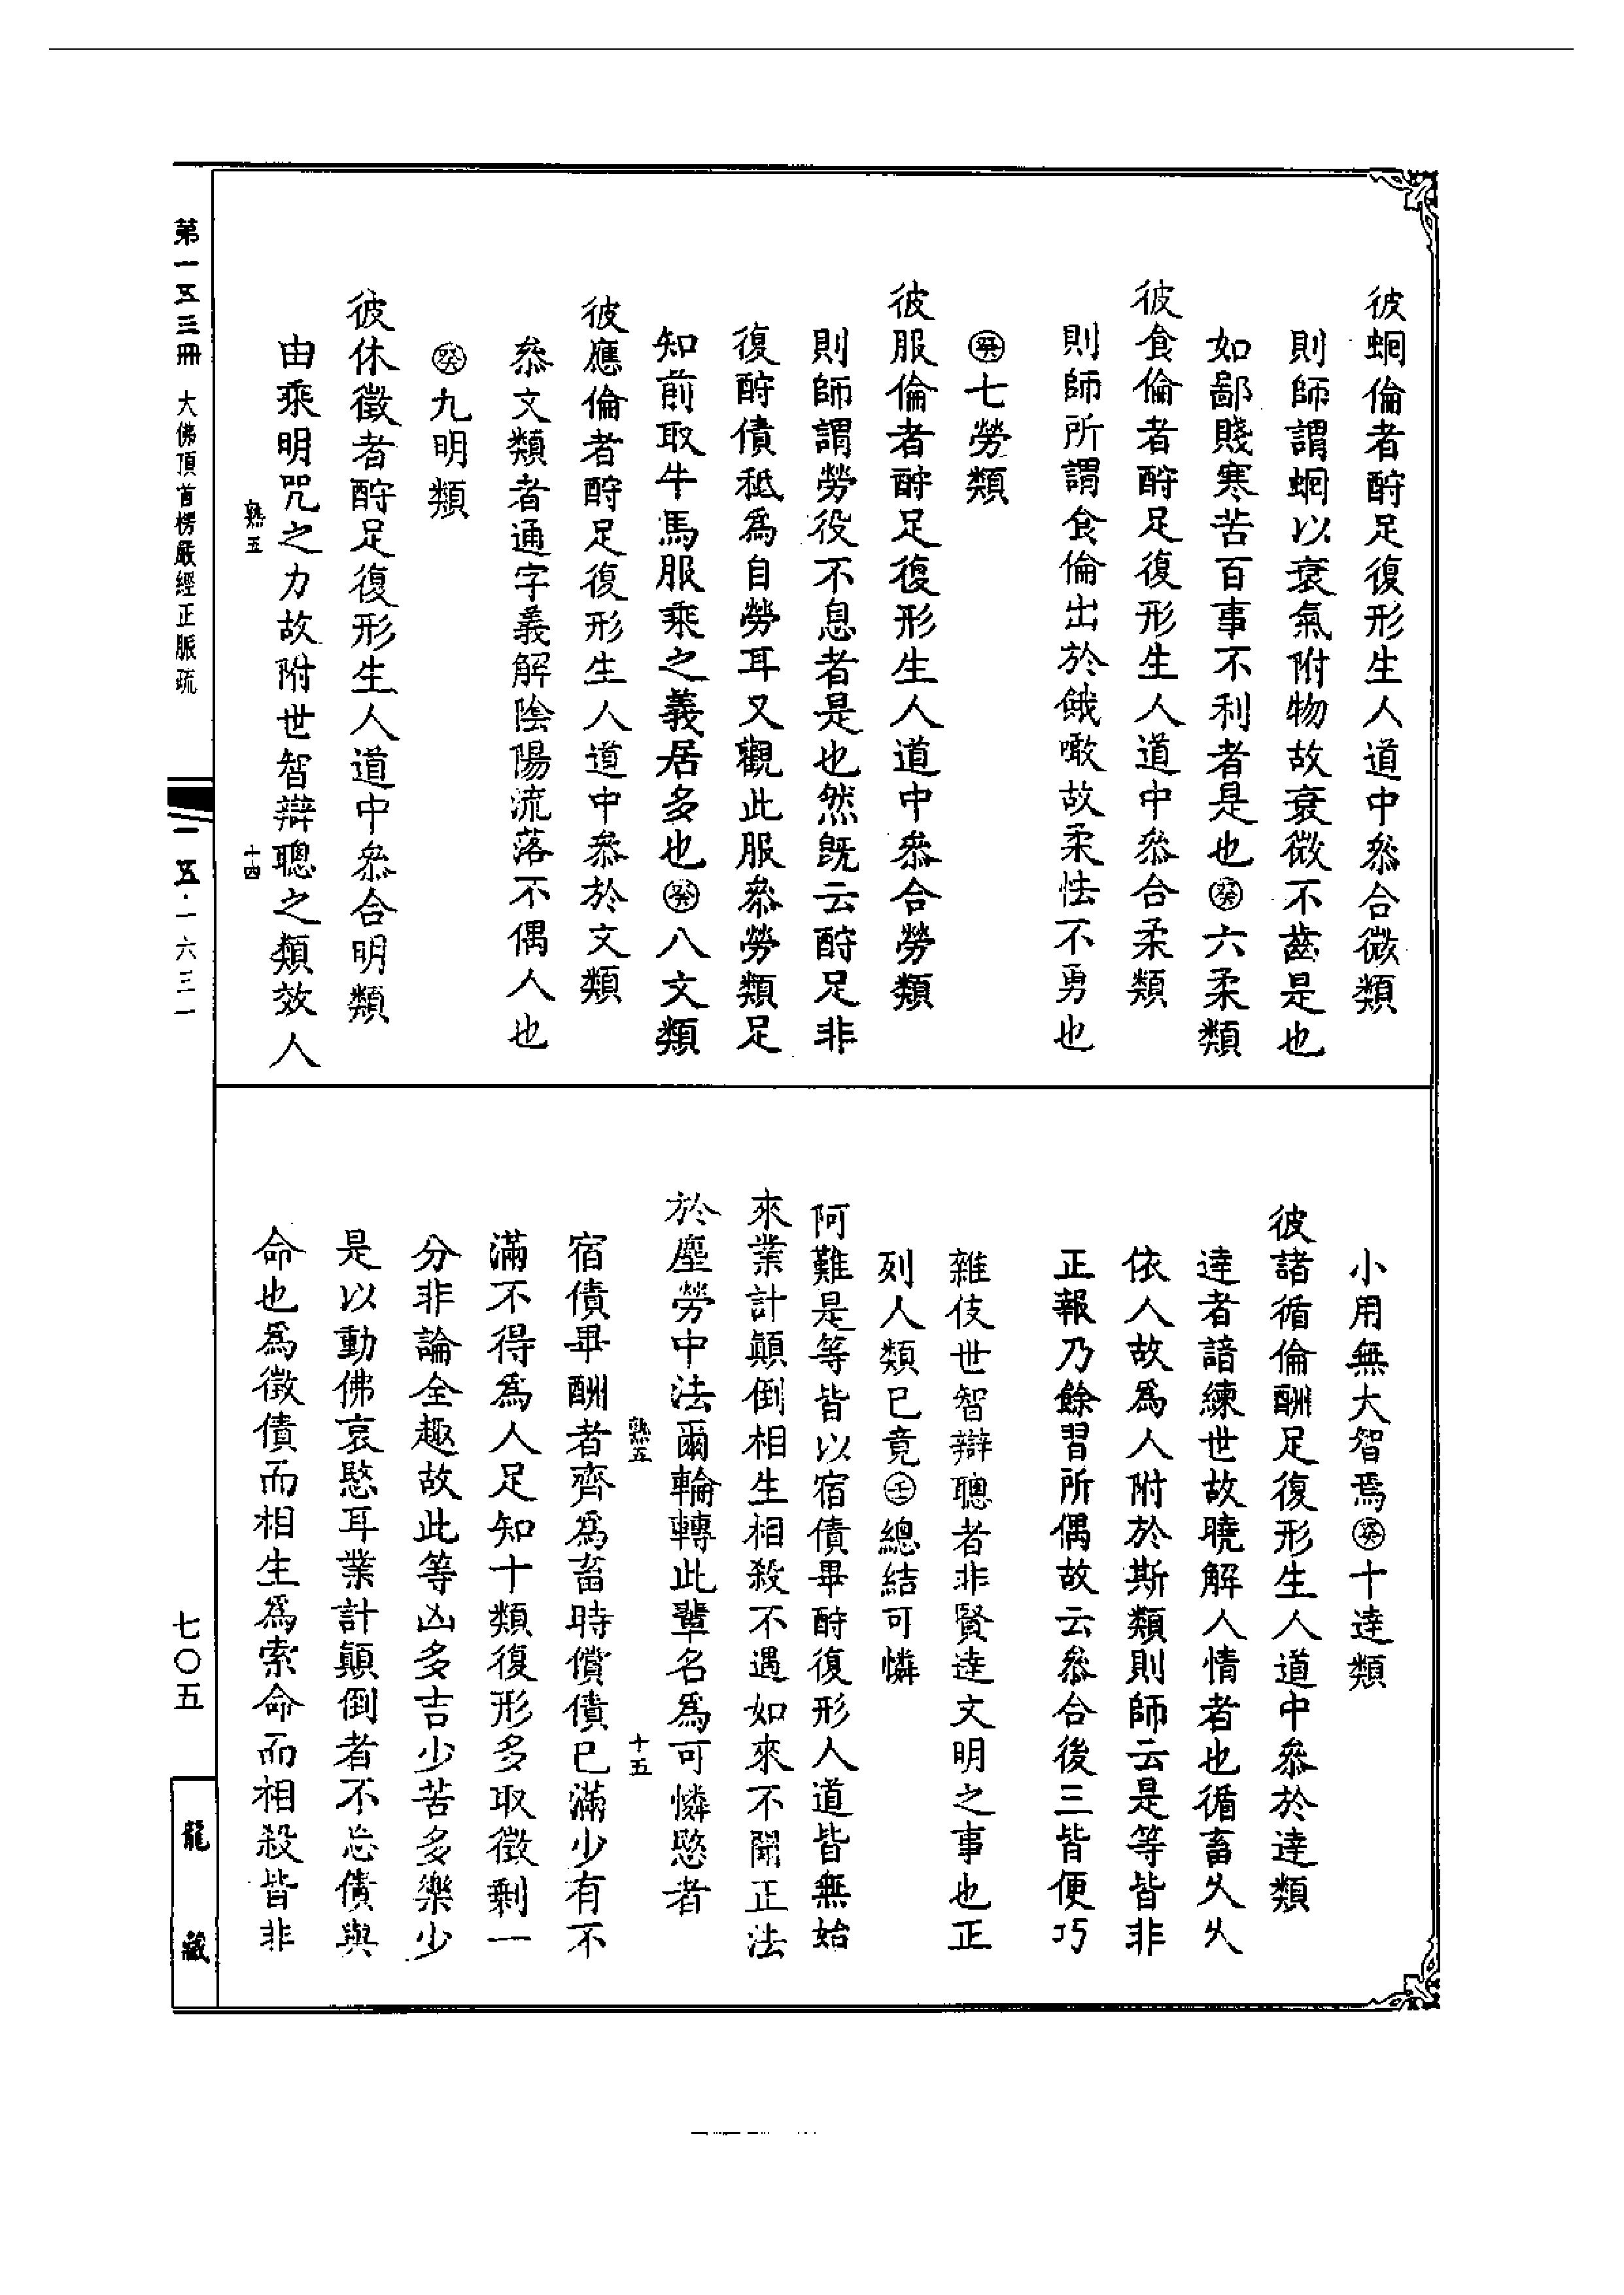 彼蛔倫者酧足復形生人道中叅合微類
則師謂蛔以衰氣附物故衰微不齒是也
如鄙賤寒苦百事不利者是也㊛六柔類
彼食倫者酧足復形生人道中叅合柔類
則師所謂食倫出於餓噉故柔怯不勇也
七勞類
彼服倫者酧足復形生人道中叅合勞類
則師謂勞役不息者是也然既云酧足非
復酧債秪爲自勞耳又觀此服叅勞類足
知前取牛馬服乘之義居多也癸八文類
彼應倫者酧足復形生人道中叅於文類
叅文類者通字義解陰陽流落不偶人也
癸九明類
彼休徵者酧足復形生人道中叅合明類
由乘明咒之力故附世智辯聰之類效人
熟五
十四
小用無大智焉癸十達類
彼諸循倫酬足復形生人道中叅於達類
達者諳練世故曉解人情者也循畜久久
依人故爲人附於斯類則師云是等皆非
正報乃餘習所偶故云叅合後三皆便巧
雜伎世智辯聰者非賢達文明之事也正
列人類已竟壬總結可憐
阿難是等皆以宿債畢酧復形人道皆無始
來業計顛倒相生相殺不遇如來不聞正法
於塵勞中法爾輪轉此輩名爲可憐愍者
熟五
十五
宿債畢酬者齊爲畜時償債已滿少有不
滿不得爲人足知十類復形多取徵剩一
分非論全趣故此等凶多吉少苦多樂少
是以動佛哀愍耳業計顛倒者不忘債與
命也爲徵債而相生爲索命而相殺皆非
第一五三冊
大佛頂首楞嚴經正脈疏
一五·一六三一
七〇五
龍藏